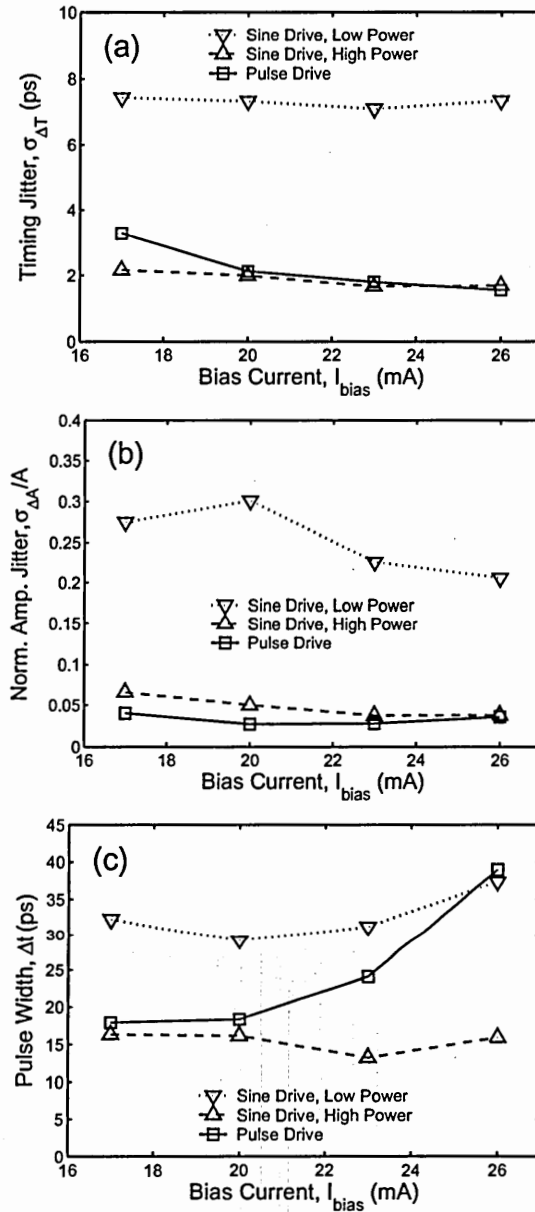 (a)
Sine Drive, Low Power
Sine Drive, High Power
Pulse Drive
Timing Jitter, σΔT (ps)
10
8
6
4
2
0
16 18 20 22 24 26
Bias Current, Ibias (mA)
(b)
Norm. Amp. Jitter, σΔA/A
0.4
0.35
0.3
0.25
0.2
0.15
0.1
0.05
0
Sine Drive, Low Power
Sine Drive, High Power
Pulse Drive
16 18 20 22 24 26
Bias Current, Ibias (mA)
(c)
Pulse Width, Δt (ps)
45
40
35
30
25
20
15
10
5
0
Sine Drive, Low Power
Sine Drive, High Power
Pulse Drive
16 18 20 22 24 26
Bias Current, Ibias (mA)